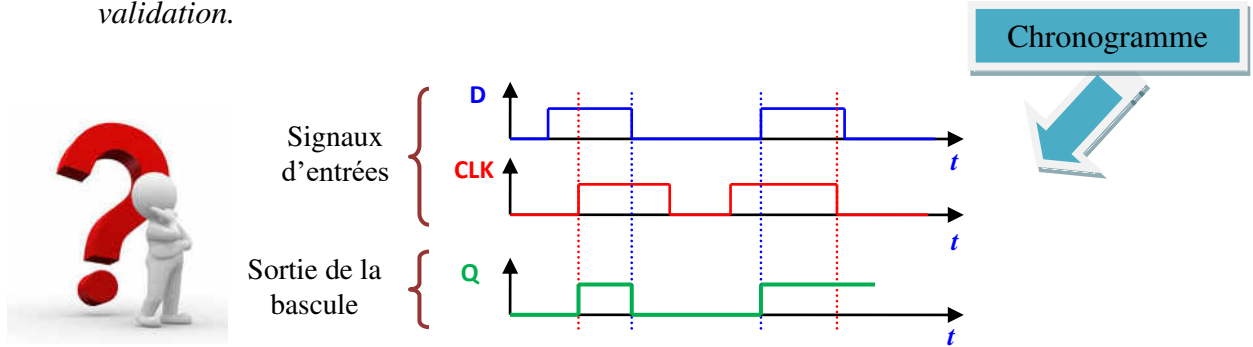 validation.
Chronogramme
D
Signaux
d'entrées
t
CLK
t
Sortie de la
bascule
Q
t